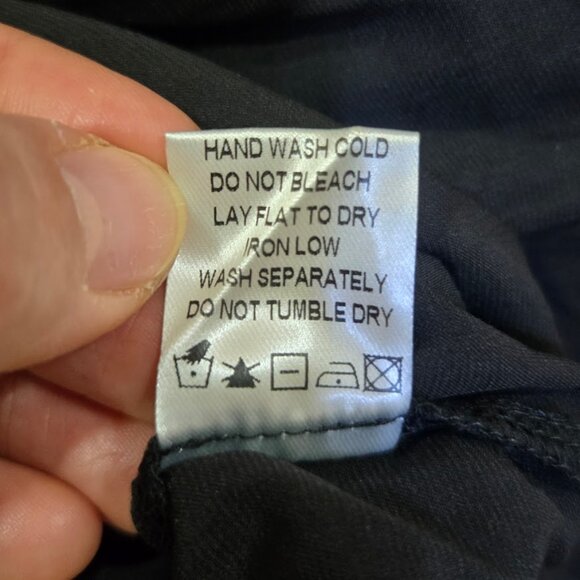 HAND WASH COLD
DO NOT BLEACH
LAY FLAT TO DRY
IRON LOW
WASH SEPARATELY
DO NOT TUMBLE DRY